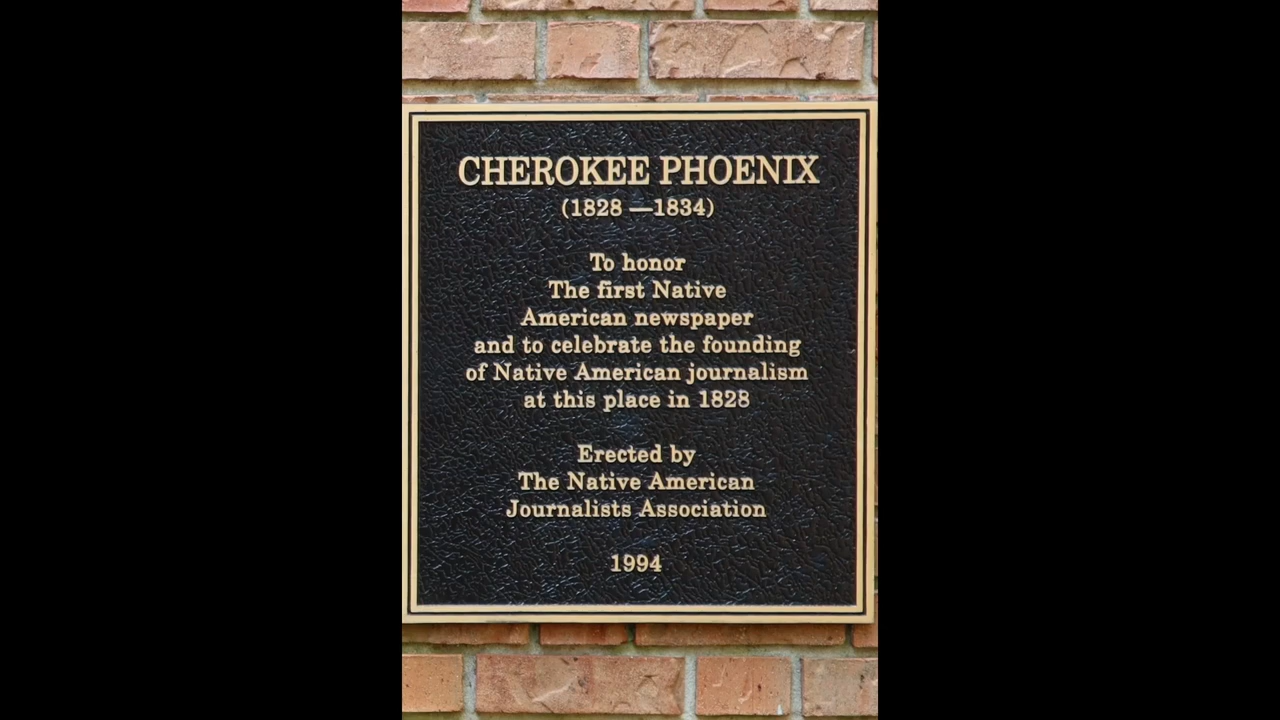 CHEROKEE PHOENIX
(1828 —1834)
To honor
The first Native
American newspaper
and to celebrate the founding
of Native American journalism
at this place in 1828
Erected by
The Native American
Journalists Association
1994